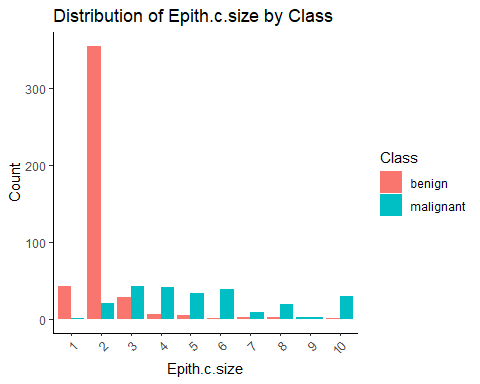 Distribution of Epith.c.size by Class
Count
300
200
100
0
1 2 3 4 5 6 7 8 9 10
Epith.c.size
Class
benign
malignant